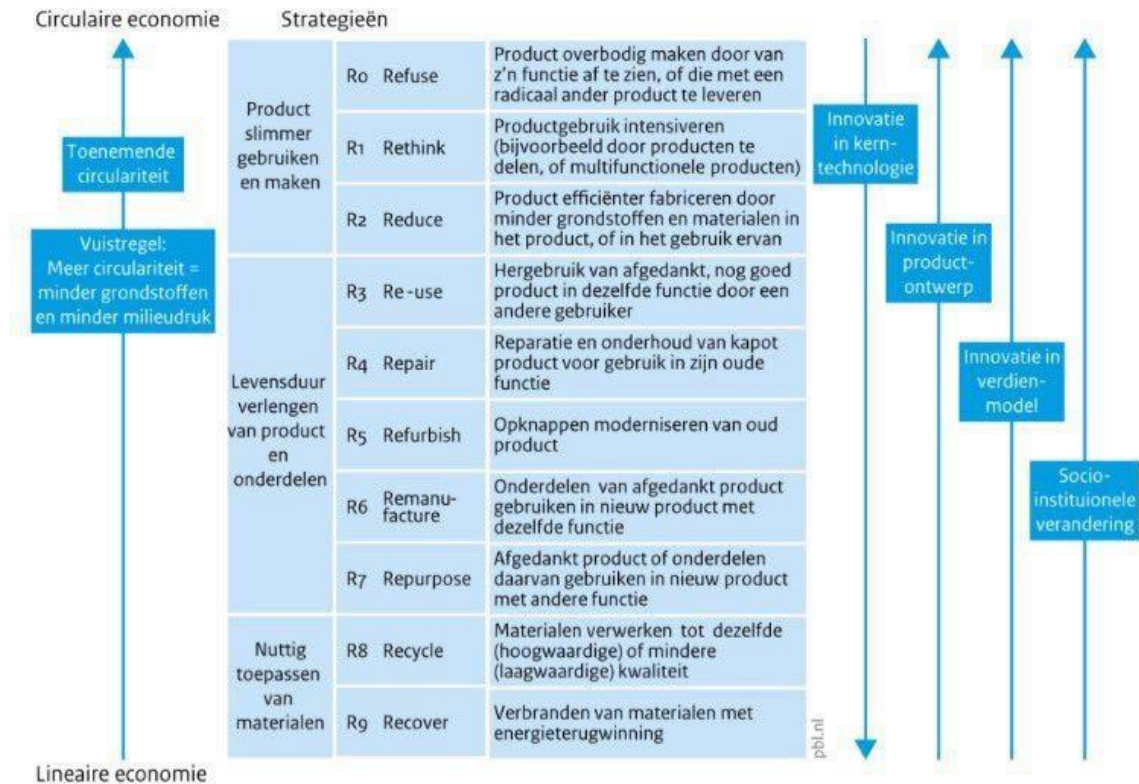 Circulaire economie
Strategieën
Toenemende
circulariteit
Vuistregel:
Meer circulariteit =
minder grondstoffen
en minder milieudruk
Lineaire economie
Product
slimmer
gebruiken
en maken
R0 Refuse
Product overbodig maken door van
z'n functie af te zien, of die met een
radicaal ander product te leveren
R1 Rethink
Productgebruik intensiveren
(bijvoorbeeld door producten te
delen, of multifunctionele producten)
R2 Reduce
Product efficiënter fabriceren door
minder grondstoffen en materialen in
het product, of in het gebruik ervan
Levensduur
verlengen
van product
en
onderdelen
R3 Re-use
Hergebruik van afgedankt, nog goed
product in dezelfde functie door een
andere gebruiker
R4 Repair
Reparatie en onderhoud van kapot
product voor gebruik in zijn oude
functie
R5 Refurbish
Opknappen moderniseren van oud
product
R6 Remanu-
facture
Onderdelen van afgedankt product
gebruiken in nieuw product met
dezelfde functie
R7 Repurpose
Afgedankt product of onderdelen
daarvan gebruiken in nieuw product
met andere functie
Nuttig
toepassen
van
materialen
R8 Recycle
Materialen verwerken tot dezelfde
(hoogwaardige) of mindere
(laagwaardige) kwaliteit
R9 Recover
Verbranden van materialen met
energieterugwinning
pbl.nl
Innovatie
in kern-
technologie
Innovatie in
product-
ontwerp
Innovatie in
verdien-
model
Socio-
instituionele
verandering